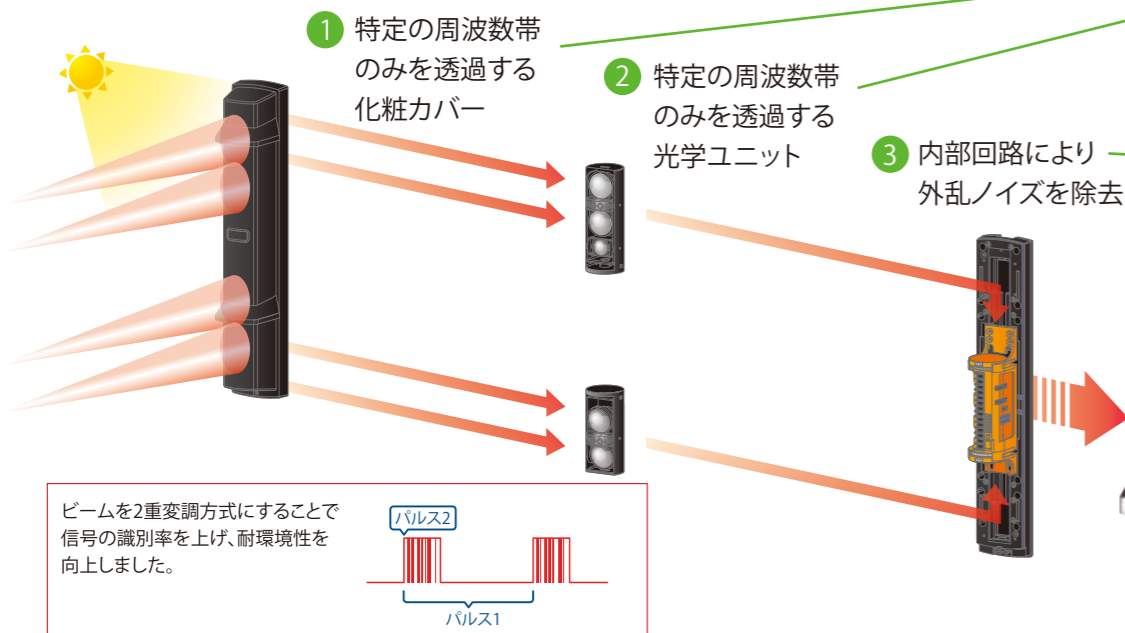 1 特定の周波数帯
のみを透過する
化粧カバー
2 特定の周波数帯
のみを透過する
光学ユニット
3 内部回路により
外乱ノイズを除去
ビームを2重変調方式にすることで
信号の識別率を上げ、耐環境性を
向上しました。
パルス2
パルス1